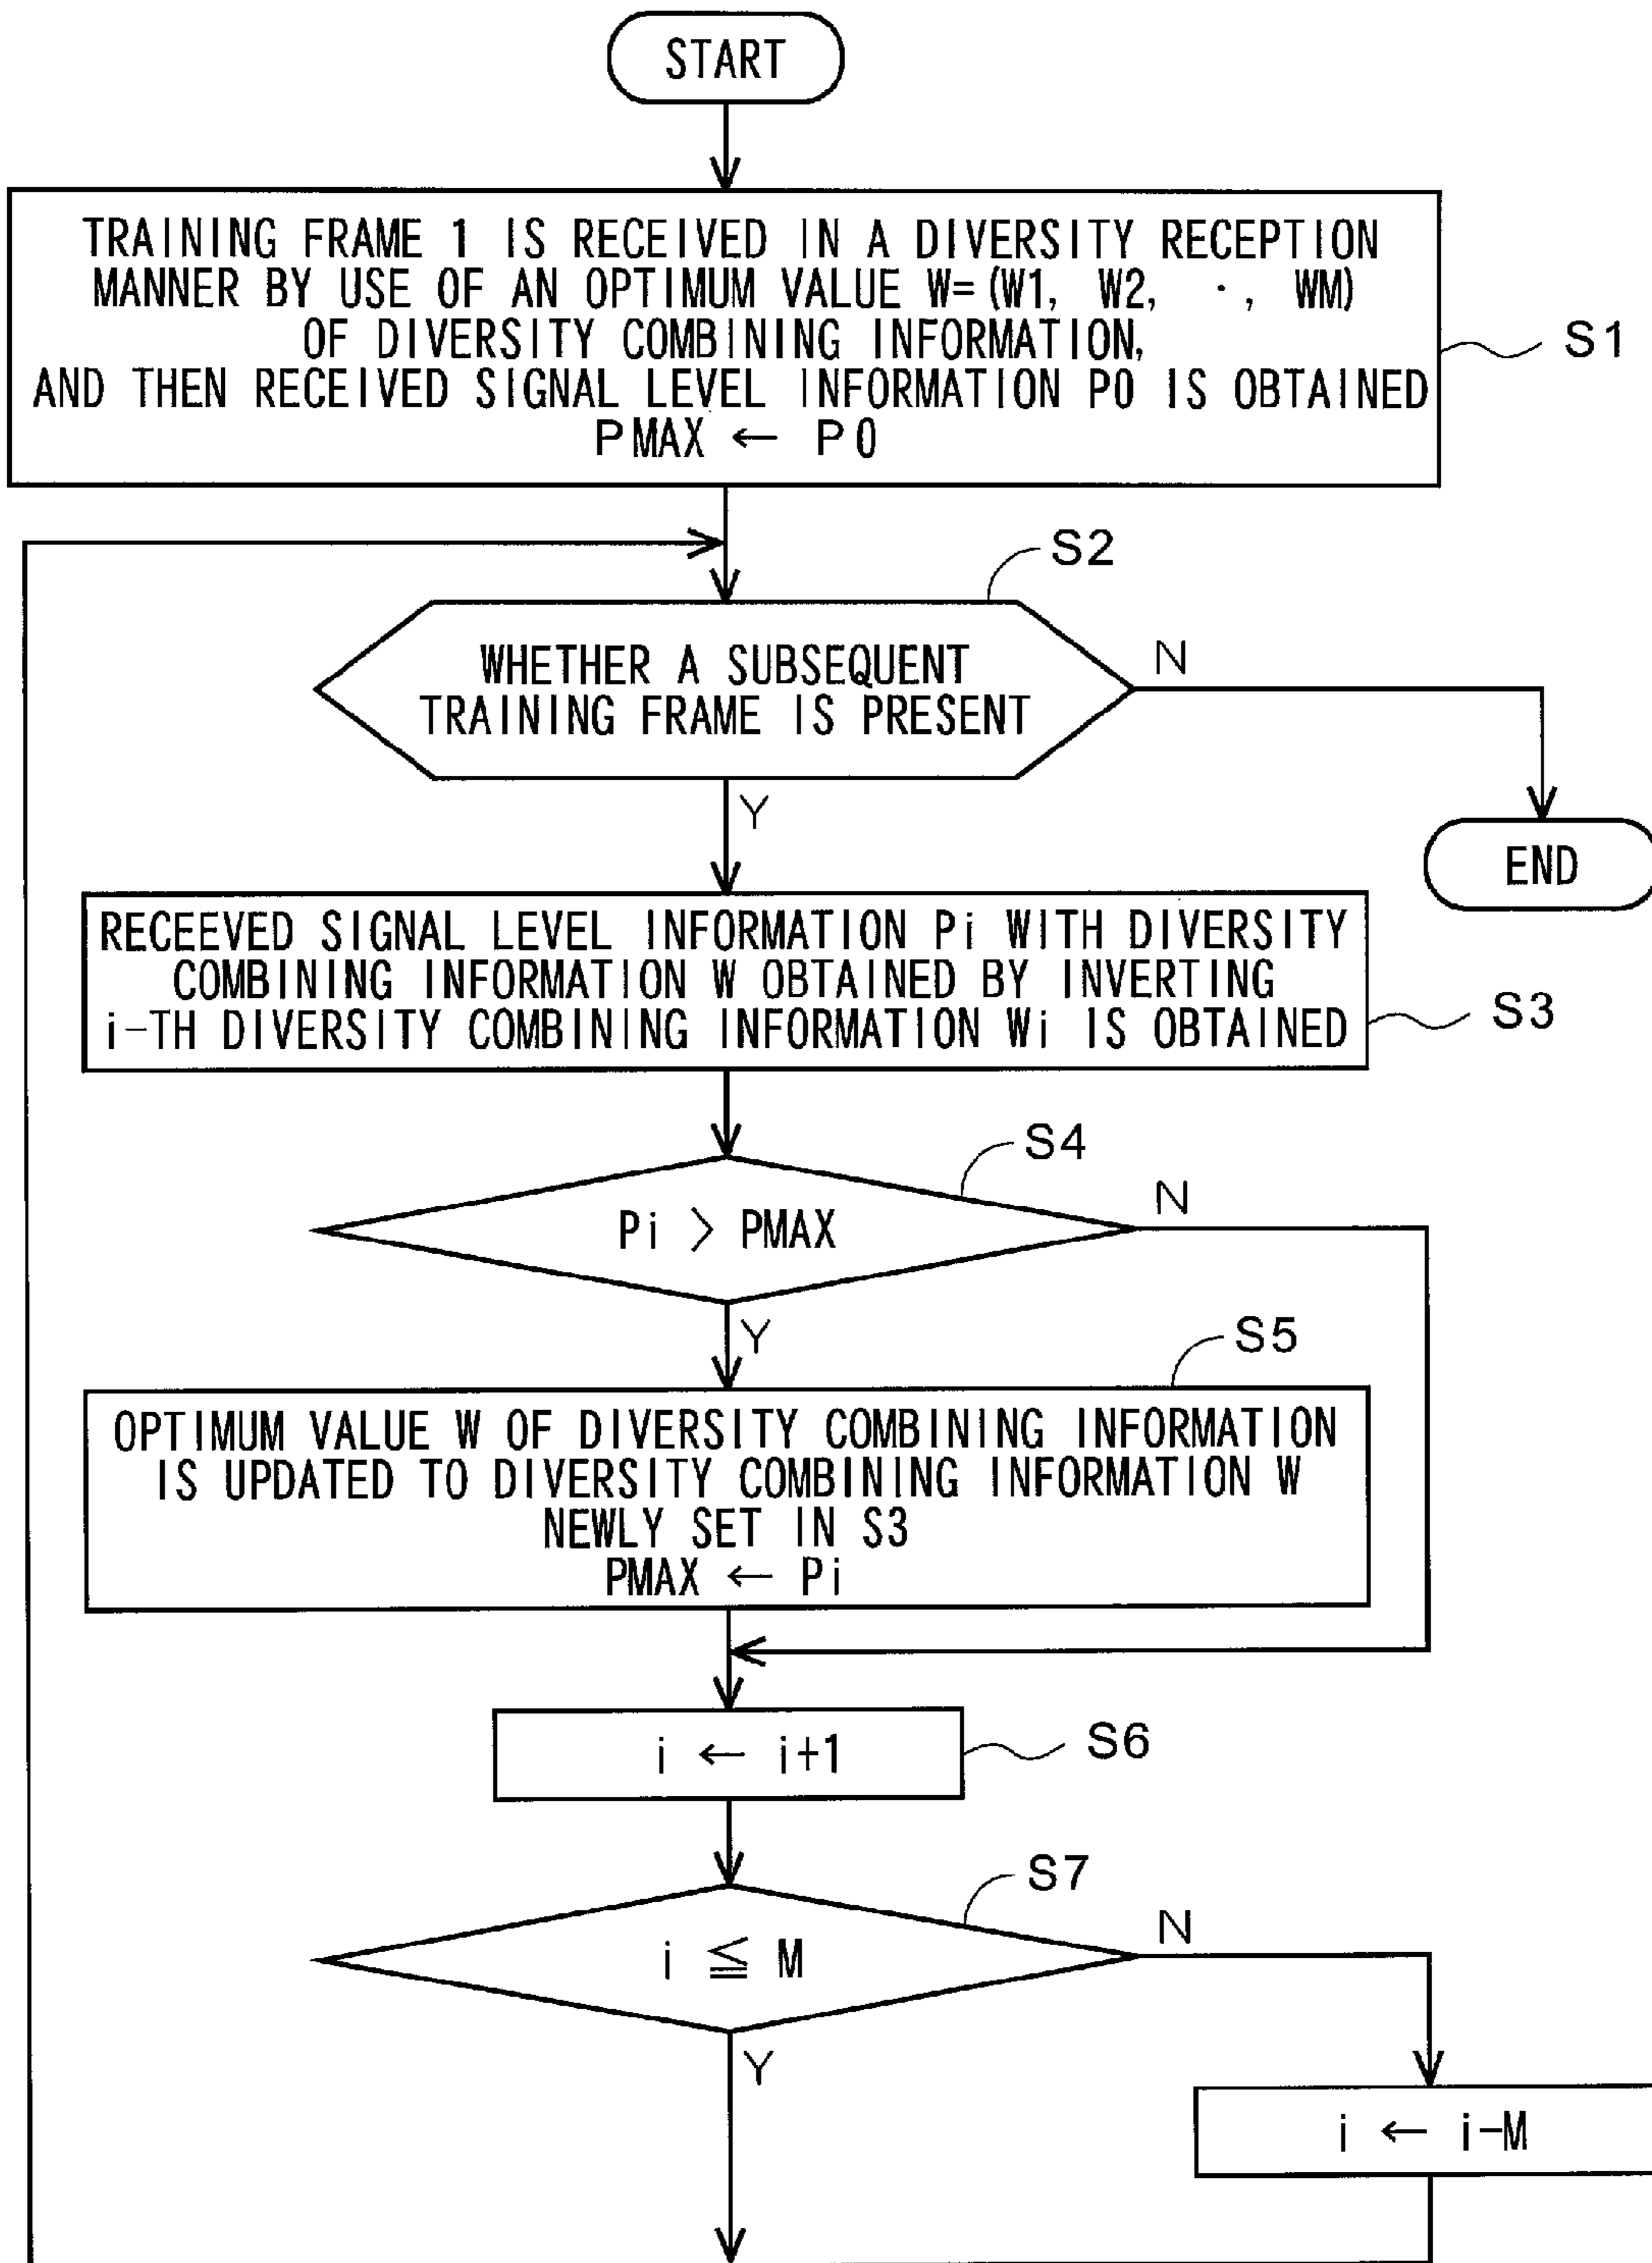 START
TRAINING FRAME 1 IS RECEIVED IN A DIVERSITY RECEPTION
MANNER BY USE OF AN OPTIMUM VALUE W=(W1, W2, ・, WM)
OF DIVERSITY COMBINING INFORMATION,
AND THEN RECEIVED SIGNAL LEVEL INFORMATION P0 IS OBTAINED
PMAX ← P0
S1
S2
WHETHER A SUBSEQUENT
TRAINING FRAME IS PRESENT
N
Y
END
RECEEVED SIGNAL LEVEL INFORMATION Pi WITH DIVERSITY
COMBINING INFORMATION W OBTAINED BY INVERTING
i-TH DIVERSITY COMBINING INFORMATION Wi IS OBTAINED
S3
S4
Pi > PMAX
N
Y
S5
OPTIMUM VALUE W OF DIVERSITY COMBINING INFORMATION
IS UPDATED TO DIVERSITY COMBINING INFORMATION W
NEWLY SET IN S3
PMAX ← Pi
i ← i+1
S6
S7
i ≦ M
N
Y
i ← i-M